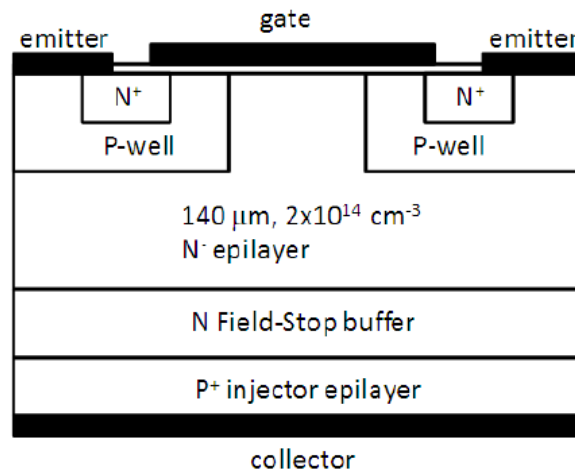 gate
emitter
emitter
N⁺
N⁺
P-well
P-well
140 μm, 2x10¹⁴ cm⁻³
N⁻ epilayer
N Field-Stop buffer
P⁺ injector epilayer
collector